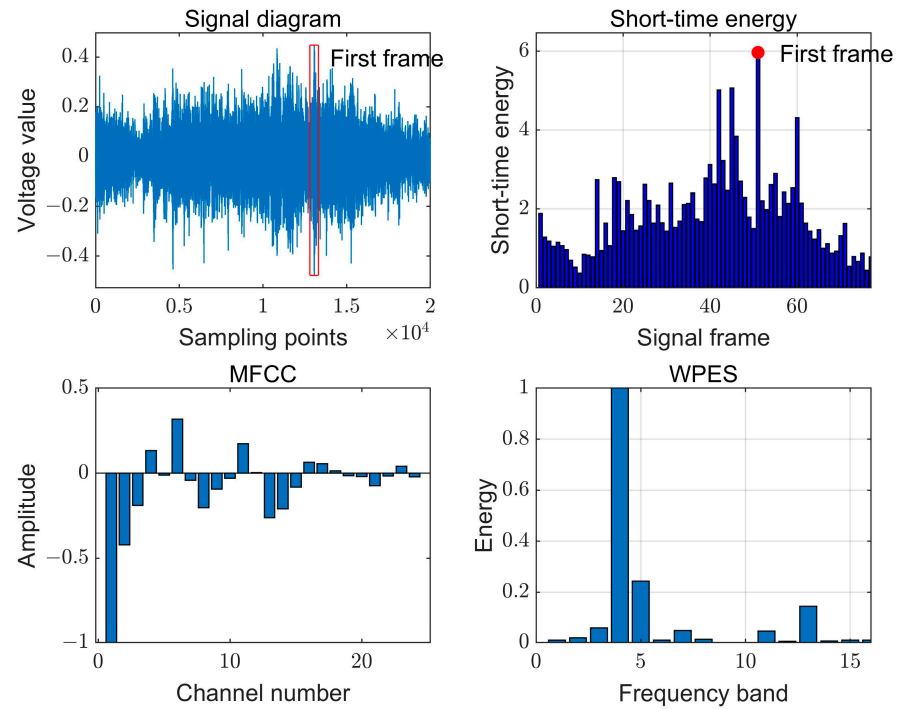 Signal diagram
First frame
Voltage value
0.4
0.2
0
−0.2
−0.4
0
0.5
1
1.5
2
×10⁴
Sampling points
Short-time energy
First frame
Short-time energy
6
4
2
0
0
20
40
60
Signal frame
MFCC
Amplitude
0.5
0
−0.5
−1
0
10
20
Channel number
WPES
Energy
1
0.8
0.6
0.4
0.2
0
0
5
10
15
Frequency band